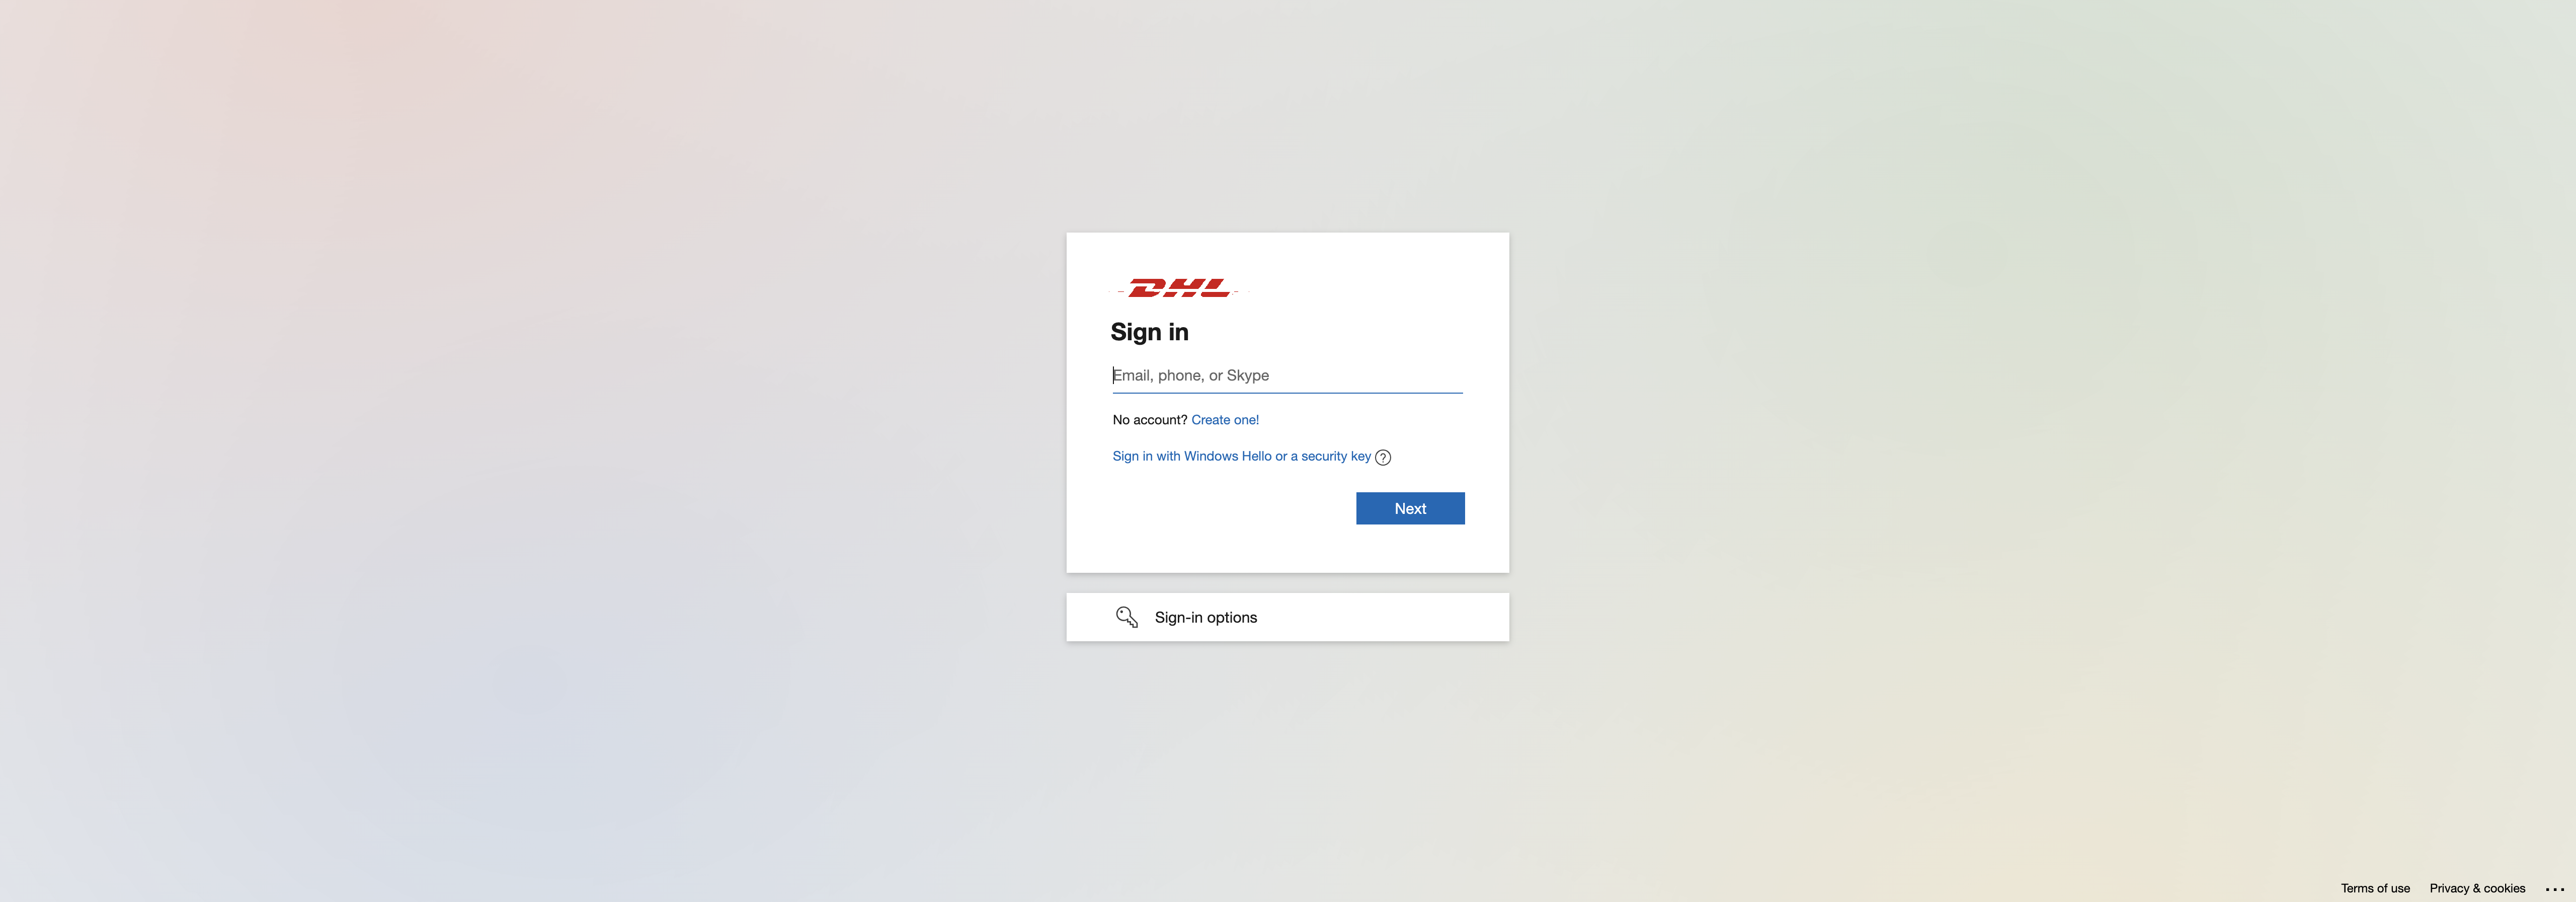 DHL
Sign in
Email, phone, or Skype
No account? Create one!
Sign in with Windows Hello or a security key ?
Next
Sign-in options
Terms of use Privacy & cookies ...